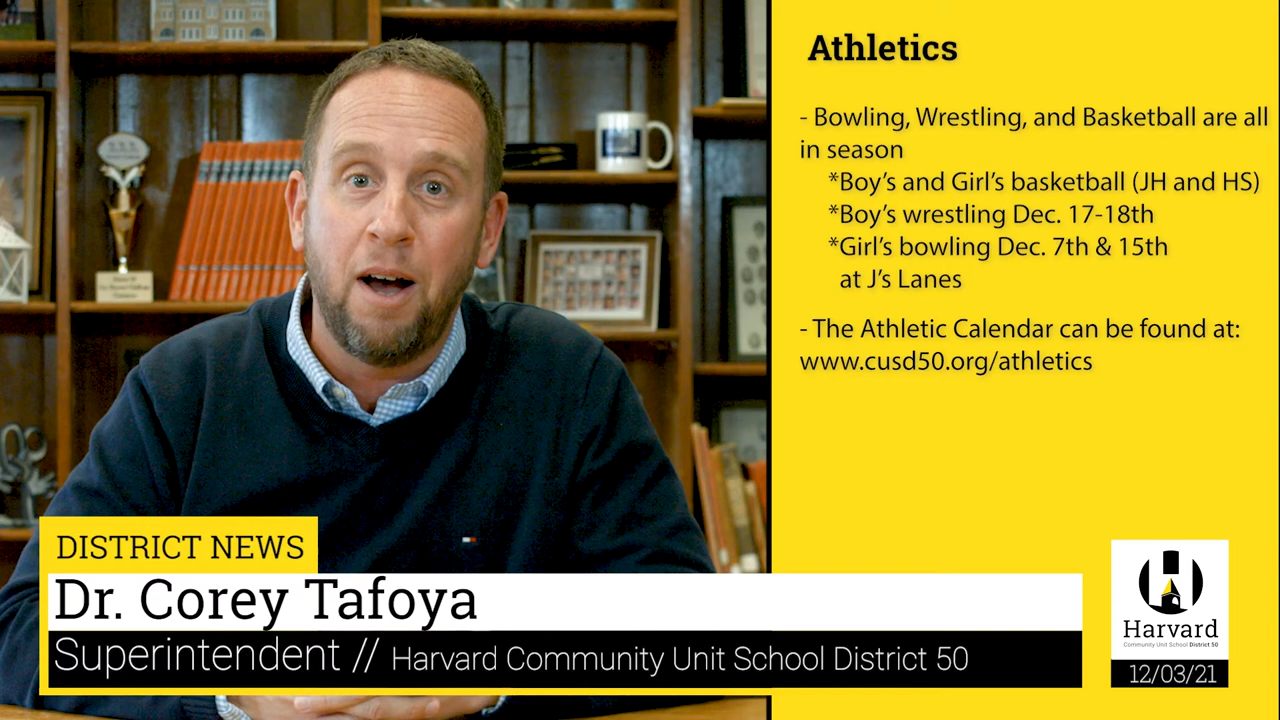 Athletics
- Bowling, Wrestling, and Basketball are all
in season
*Boy's and Girl's basketball (JH and HS)
*Boy's wrestling Dec. 17-18th
*Girl's bowling Dec. 7th & 15th
at J's Lanes
- The Athletic Calendar can be found at:
www.cusd50.org/athletics
DISTRICT NEWS
Dr. Corey Tafoya
Superintendent // Harvard Community Unit School District 50
Harvard
Community Unit School District 50
12/03/21